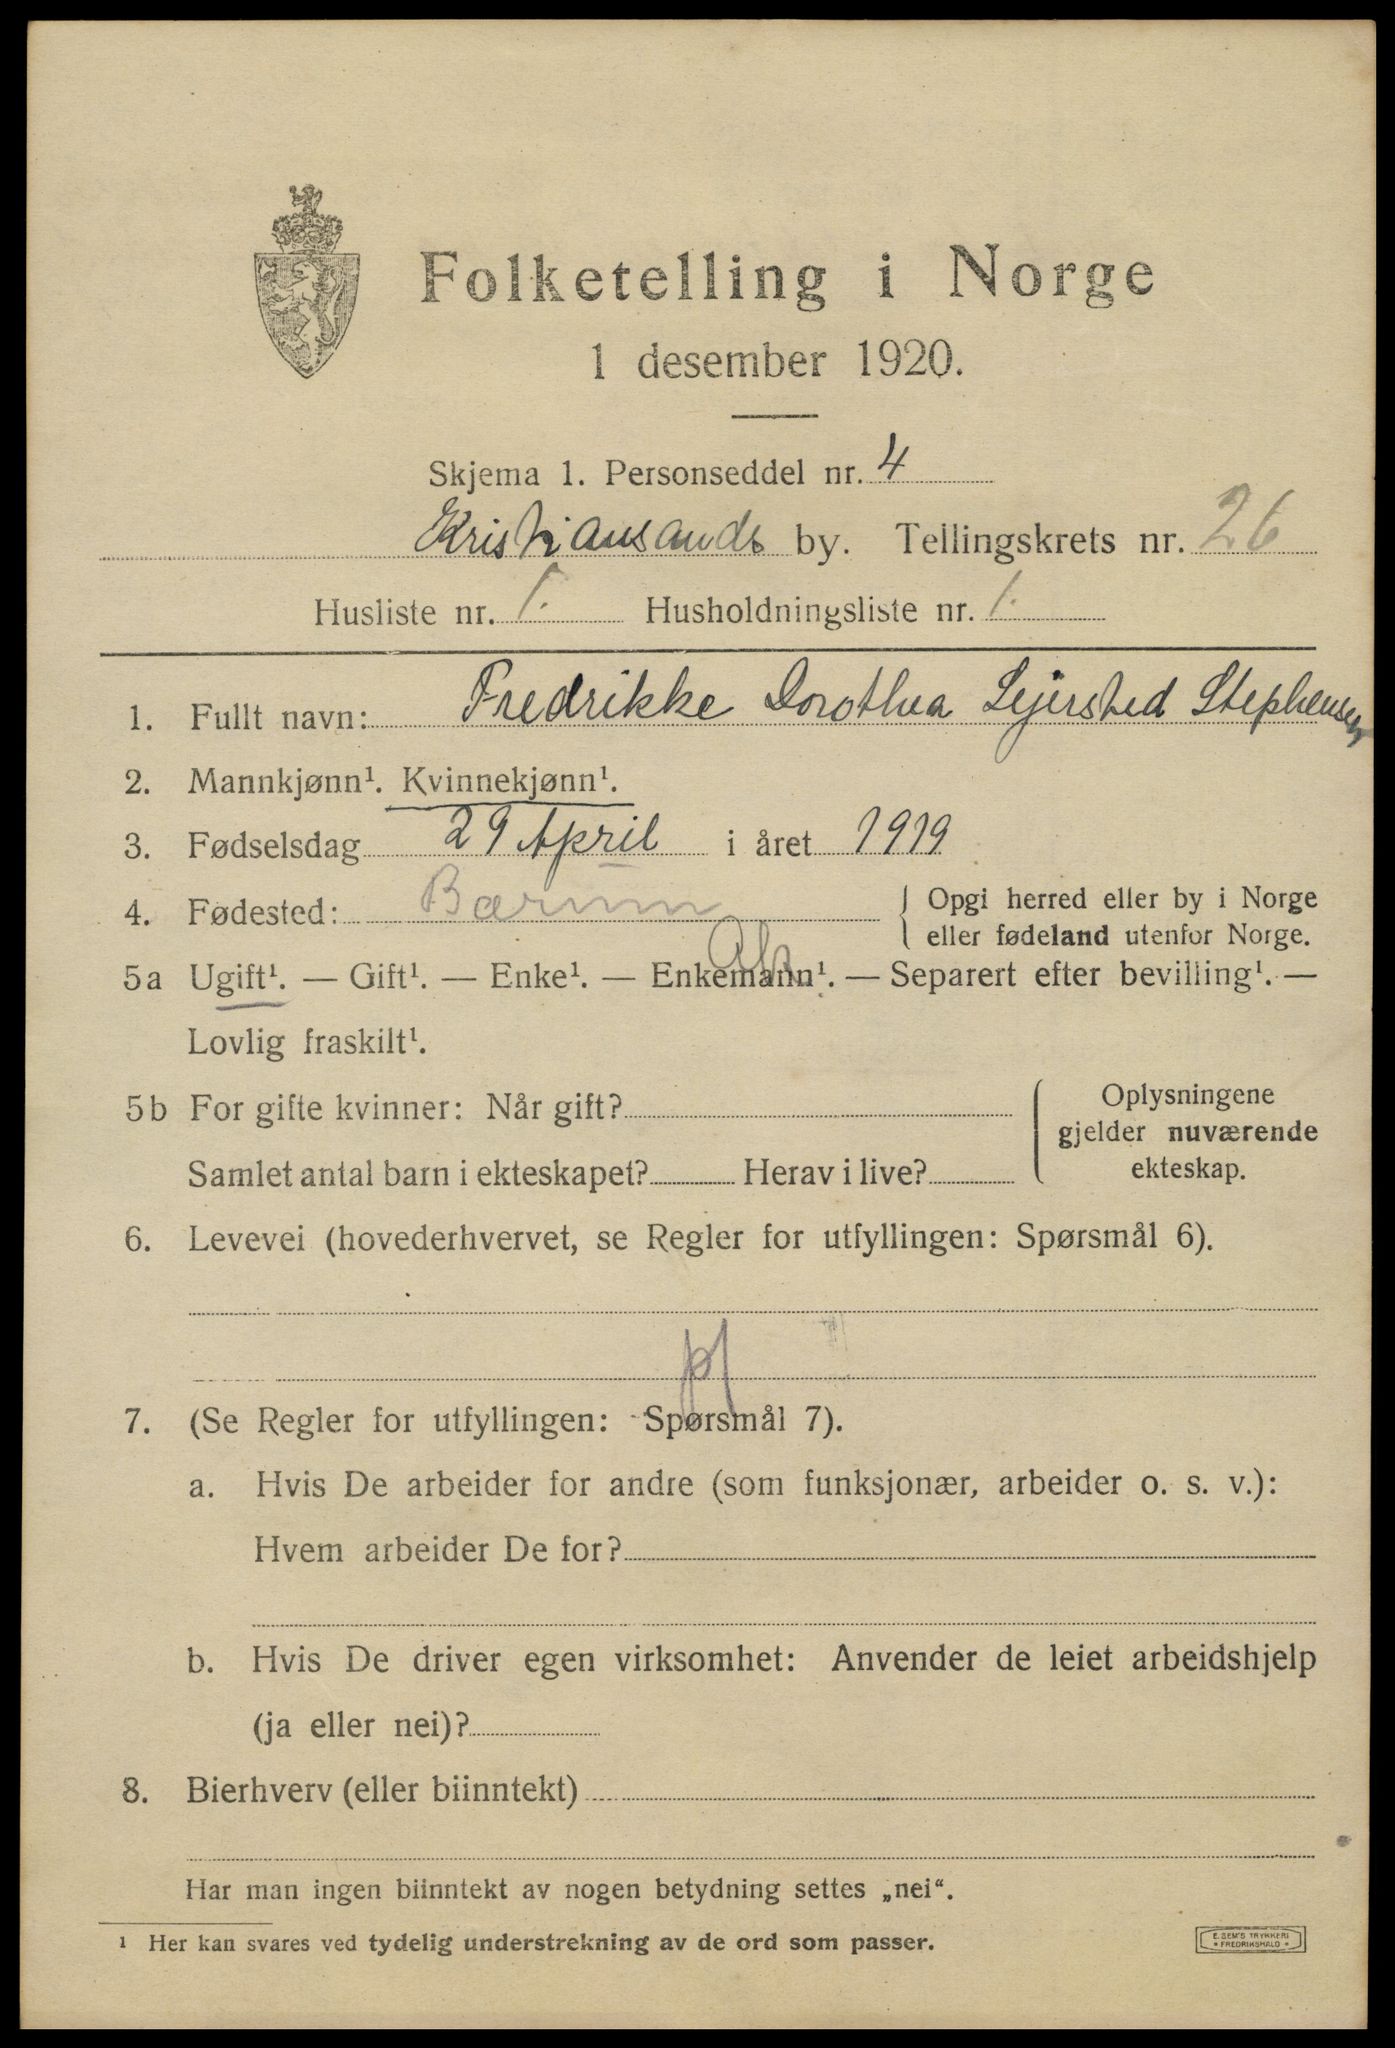 Folketelling i Norge
1 desember 1920.
Skjema 1. Personseddel nr. 4
Kristiansands by. Tellingskrets nr. 26
Husliste nr. 1. Husholdningsliste nr. 1.
1. Fullt navn: Fredrikke Dorothea Lejersted Stephensen
2. Mannkjønn¹. Kvinnekjønn¹.
3. Fødselsdag 29 April i året 1919
4. Fødested: Bærum { Opgi herred eller by i Norge
eller fødeland utenfor Norge.
Ak.
5a Ugift¹. — Gift¹. — Enke¹. — Enkemann¹. — Separert efter bevilling¹. —
Lovlig fraskilt¹.
5b For gifte kvinner: Når gift? { Oplysningene
gjelder nuværende
ekteskap.
Samlet antal barn i ekteskapet? Herav i live?
6. Levevei (hovederhvervet, se Regler for utfyllingen: Spørsmål 6).
7. (Se Regler for utfyllingen: Spørsmål 7).
a. Hvis De arbeider for andre (som funksjonær, arbeider o. s. v.):
Hvem arbeider De for?
b. Hvis De driver egen virksomhet: Anvender de leiet arbeidshjelp
(ja eller nei)?
8. Bierhverv (eller biinntekt)
Har man ingen biinntekt av nogen betydning settes „nei“.
¹ Her kan svares ved tydelig understrekning av de ord som passer.
E. SEM'S TRYKKERI
• FREDRIKSHALD •